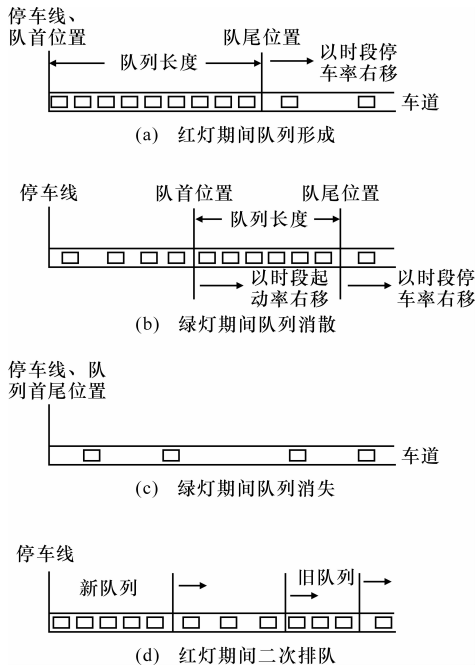 停车线、
队首位置
队尾位置
队列长度
以时段停
车率右移
车道
(a) 红灯期间队列形成
停车线
队首位置
队尾位置
队列长度
以时段起
动率右移
以时段停
车率右移
(b) 绿灯期间队列消散
停车线、队
列首尾位置
车道
(c) 绿灯期间队列消失
停车线
新队列
旧队列
(d) 红灯期间二次排队